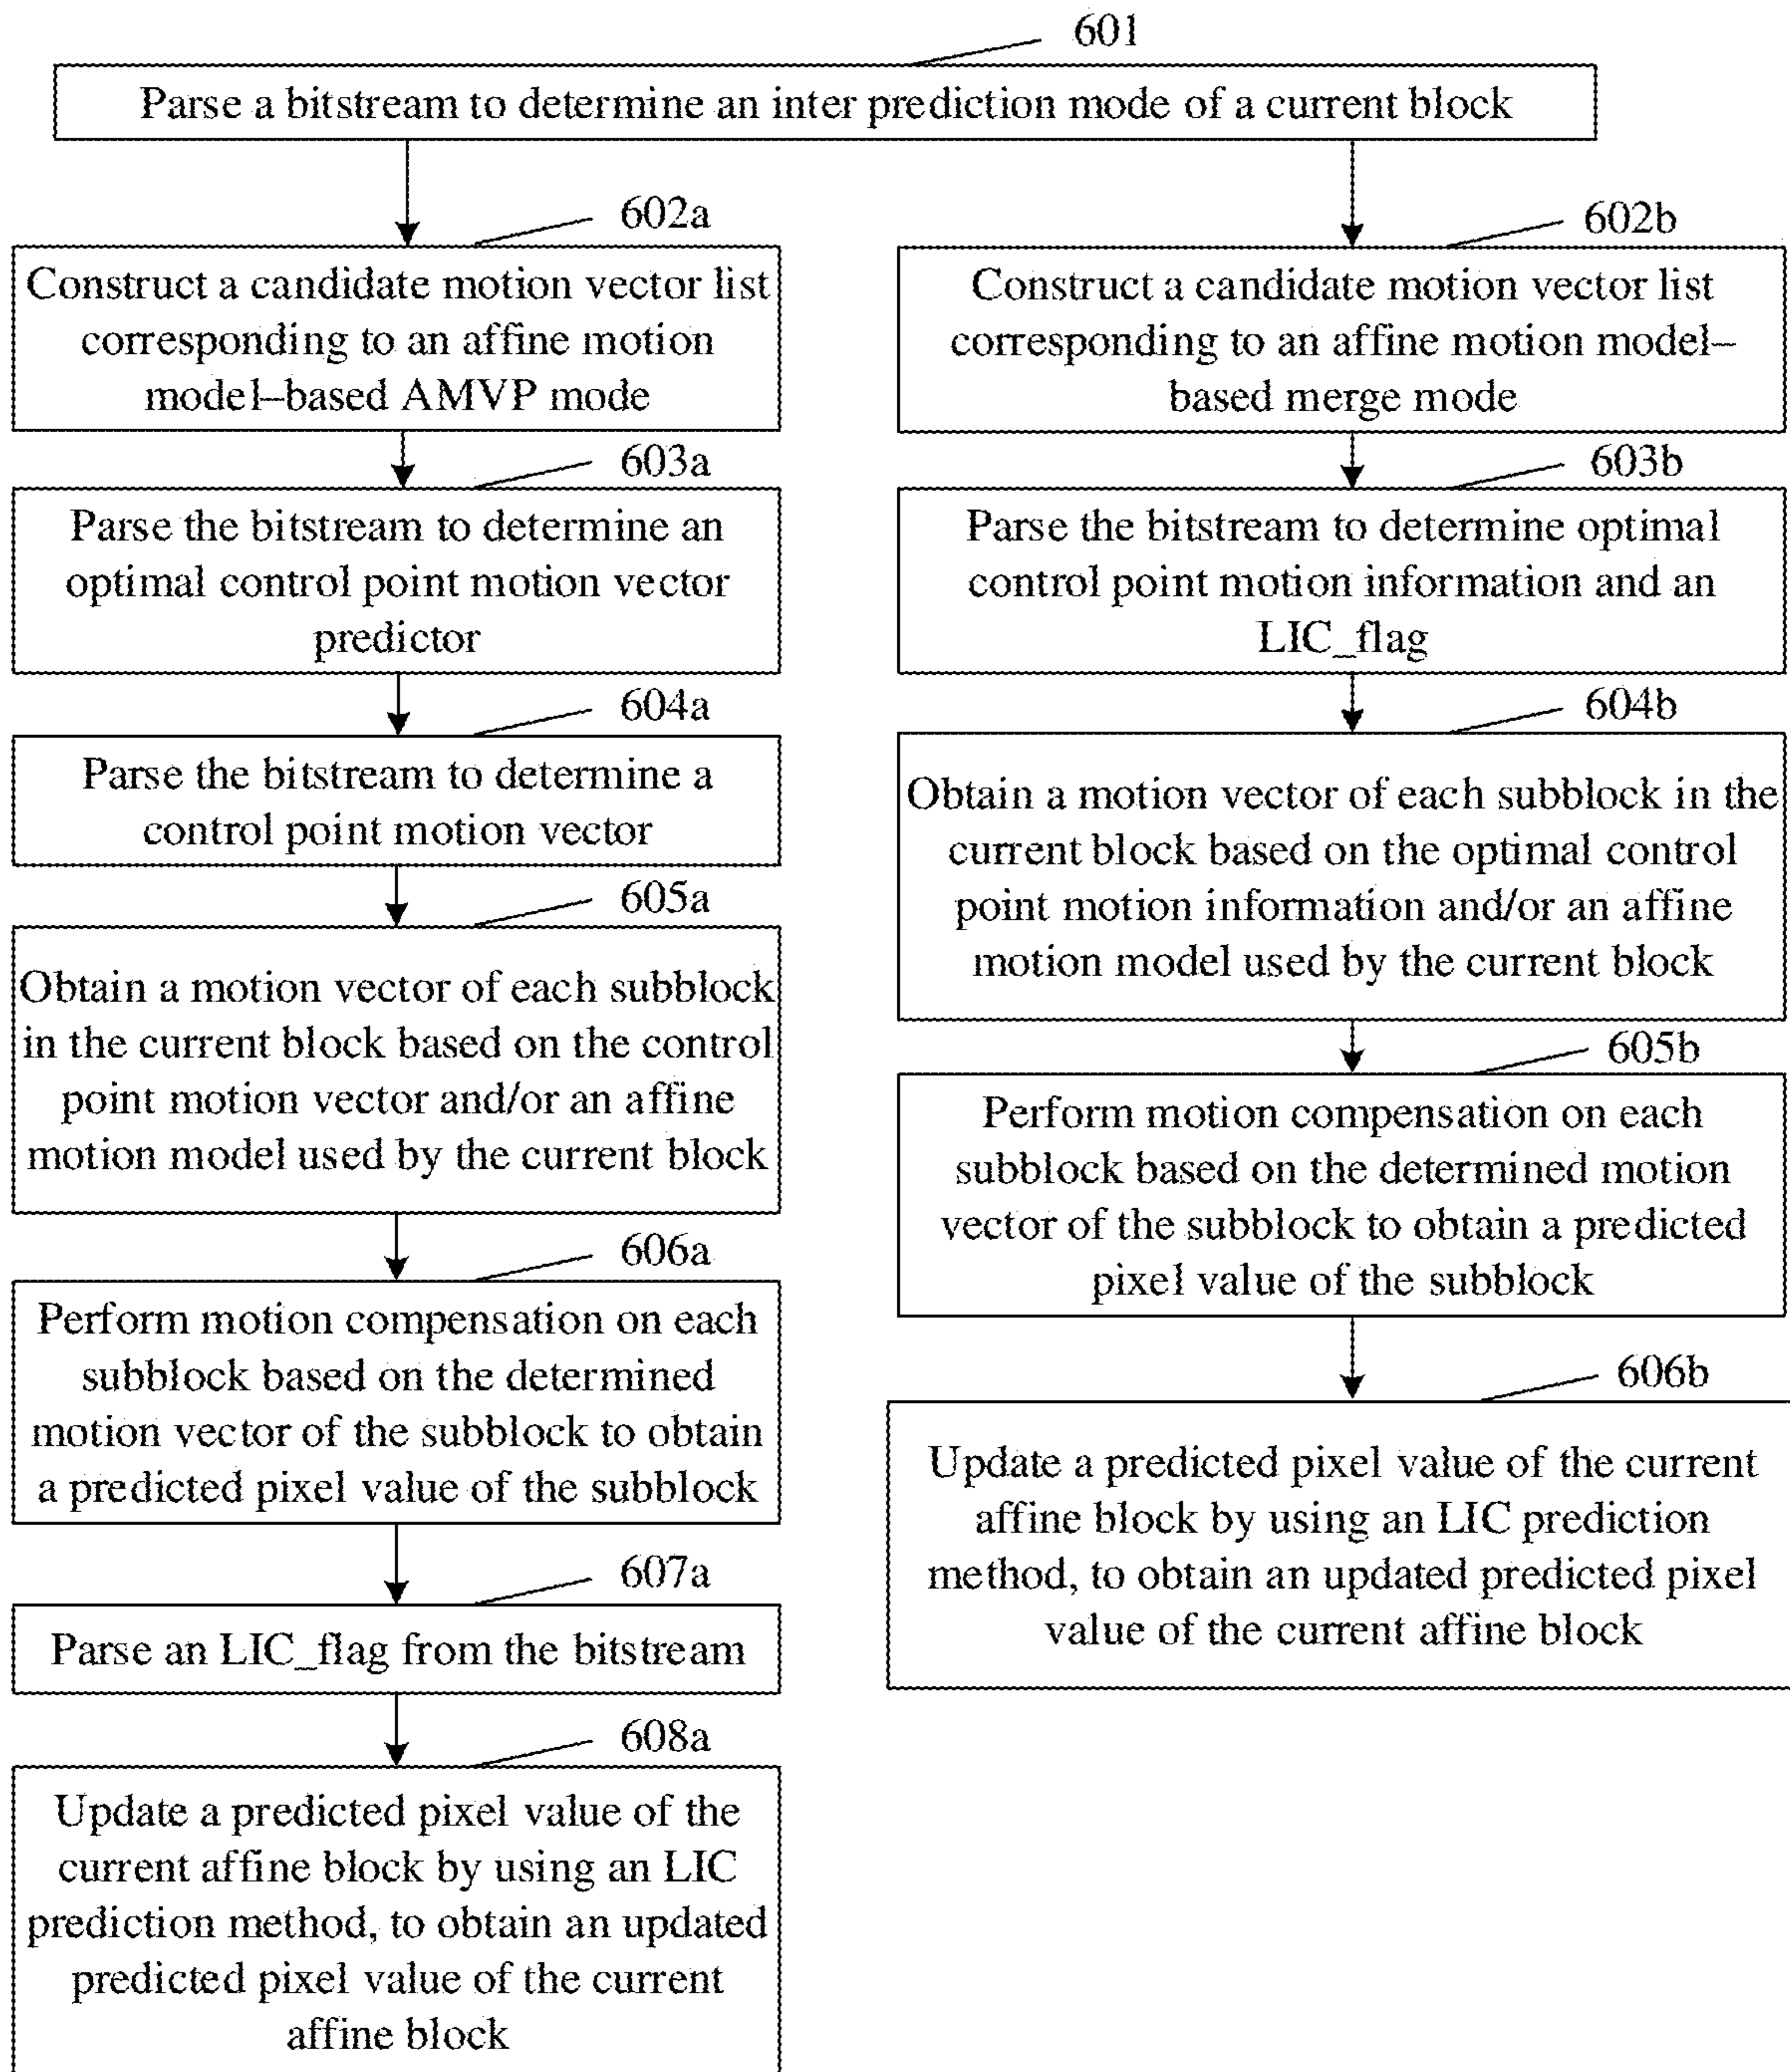 601
Parse a bitstream to determine an inter prediction mode of a current block
602a
Construct a candidate motion vector list
corresponding to an affine motion
model–based AMVP mode
603a
Parse the bitstream to determine an
optimal control point motion vector
predictor
604a
Parse the bitstream to determine a
control point motion vector
605a
Obtain a motion vector of each subblock
in the current block based on the control
point motion vector and/or an affine
motion model used by the current block
606a
Perform motion compensation on each
subblock based on the determined
motion vector of the subblock to obtain
a predicted pixel value of the subblock
607a
Parse an LIC_flag from the bitstream
608a
Update a predicted pixel value of the
current affine block by using an LIC
prediction method, to obtain an updated
predicted pixel value of the current
affine block
602b
Construct a candidate motion vector list
corresponding to an affine motion model–
based merge mode
603b
Parse the bitstream to determine optimal
control point motion information and an
LIC_flag
604b
Obtain a motion vector of each subblock in the
current block based on the optimal control
point motion information and/or an affine
motion model used by the current block
605b
Perform motion compensation on each
subblock based on the determined motion
vector of the subblock to obtain a predicted
pixel value of the subblock
606b
Update a predicted pixel value of the current
affine block by using an LIC prediction
method, to obtain an updated predicted pixel
value of the current affine block